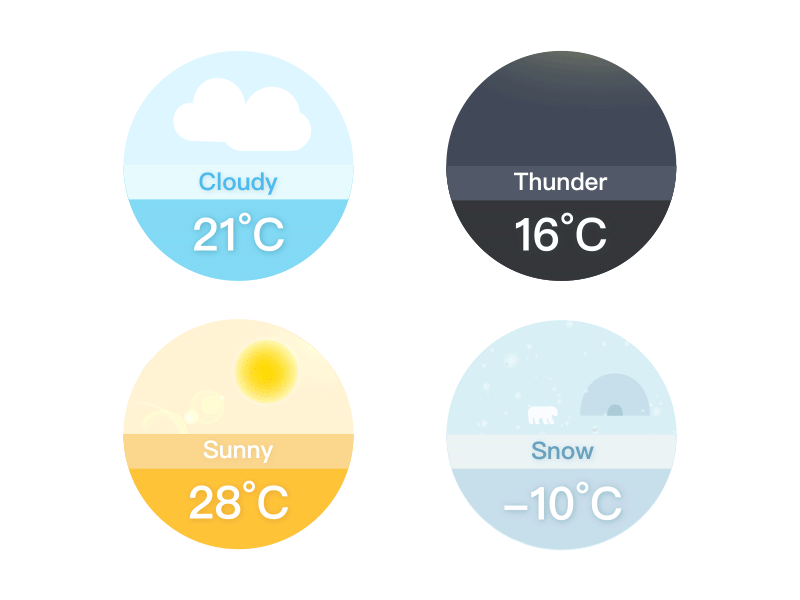 Cloudy
21°C
Thunder
16°C
Sunny
28°C
Snow
–10°C